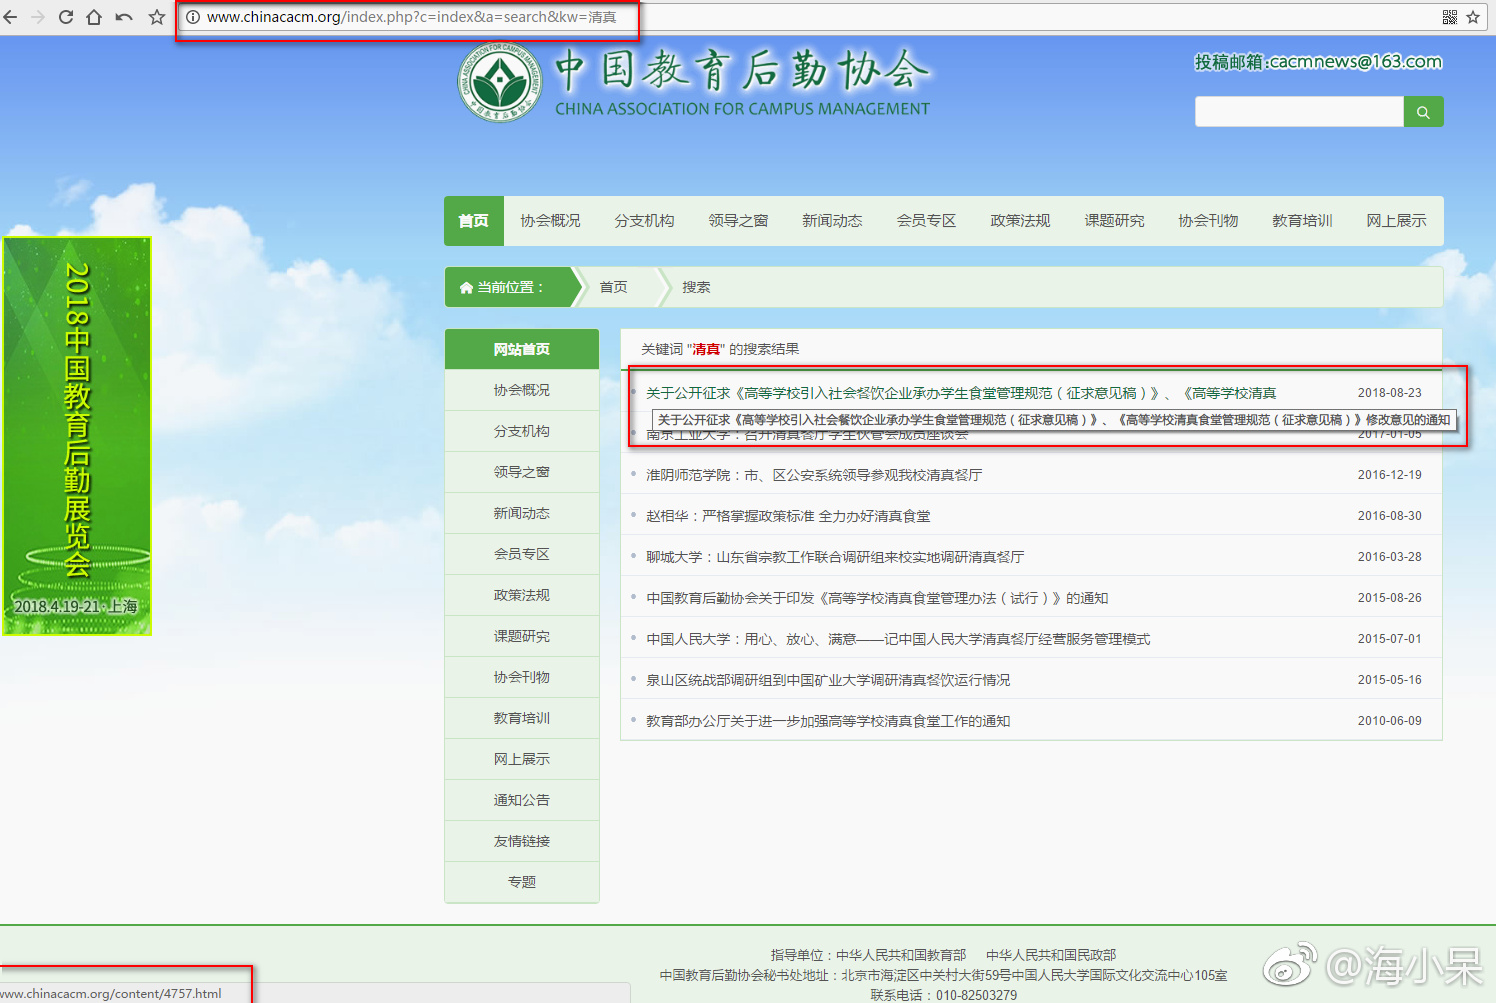 www.chinacacm.org/index.php?c=index&a=search&kw=清真
中国教育后勤协会
CHINA ASSOCIATION FOR CAMPUS MANAGEMENT
投稿邮箱:cacmnews@163.com
首页 协会概况 分支机构 领导之窗 新闻动态 会员专区 政策法规 课题研究 协会刊物 教育培训 网上展示
当前位置： 首页 搜索
2018中国教育后勤展览会
2018.4.19-21·上海
网站首页
协会概况
分支机构
领导之窗
新闻动态
会员专区
政策法规
课题研究
协会刊物
教育培训
网上展示
通知公告
友情链接
专题
关键词 "清真" 的搜索结果
关于公开征求《高等学校引入社会餐饮企业承办学生食堂管理规范（征求意见稿）》、《高等学校清真 2018-08-23
关于公开征求《高等学校引入社会餐饮企业承办学生食堂管理规范（征求意见稿）》、《高等学校清真食堂管理规范（征求意见稿）》修改意见的通知
南京工业大学：召开清真餐厅学生伙管会成员座谈会 2017-01-05
淮阴师范学院：市、区公安系统领导参观我校清真餐厅 2016-12-19
赵相华：严格掌握政策标准 全力办好清真食堂 2016-08-30
聊城大学：山东省宗教工作联合调研组来校实地调研清真餐厅 2016-03-28
中国教育后勤协会关于印发《高等学校清真食堂管理办法（试行）》的通知 2015-08-26
中国人民大学：用心、放心、满意——记中国人民大学清真餐厅经营服务管理模式 2015-07-01
泉山区统战部调研组到中国矿业大学调研清真餐饮运行情况 2015-05-16
教育部办公厅关于进一步加强高等学校清真食堂工作的通知 2010-06-09
指导单位：中华人民共和国教育部 中华人民共和国民政部
中国教育后勤协会秘书处地址：北京市海淀区中关村大街59号中国人民大学国际文化交流中心105室
联系电话：010-82503279
www.chinacacm.org/content/4757.html
@海小呆